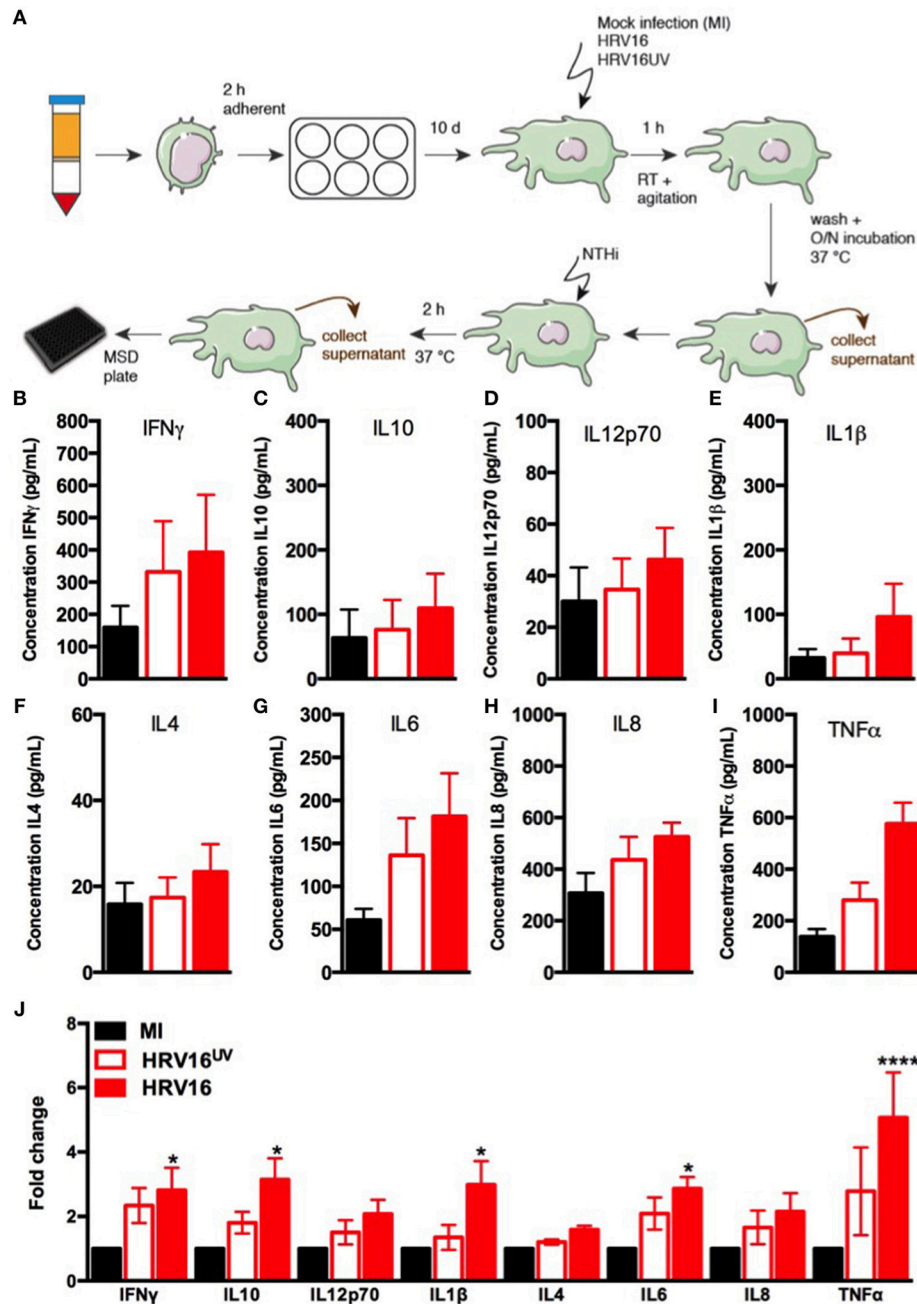 A
Mock infection (MI)
HRV16
HRV16UV
2 h
adherent
10 d
1 h
RT +
agitation
wash +
O/N incubation
37 °C
NTHi
2 h
37 °C
collect
supernatant
collect
supernatant
MSD
plate
B
IFNγ
Concentration IFNγ (pg/mL)
800
700
600
500
400
300
200
100
0
C
IL10
Concentration IL10 (pg/mL)
400
300
200
100
0
D
IL12p70
Concentration IL12p70 (pg/mL)
100
80
60
40
20
0
E
IL1β
Concentration IL1β (pg/mL)
400
300
200
100
0
F
IL4
Concentration IL4 (pg/mL)
60
40
20
0
G
IL6
Concentration IL6 (pg/mL)
300
250
200
150
100
50
0
H
IL8
Concentration IL8 (pg/mL)
1000
800
600
400
200
0
I
TNFα
Concentration TNFα (pg/mL)
1000
800
600
400
200
0
J
MI
HRV16UV
HRV16
Fold change
8
6
4
2
0
*
*
*
*
****
IFNγ IL10 IL12p70 IL1β IL4 IL6 IL8 TNFα